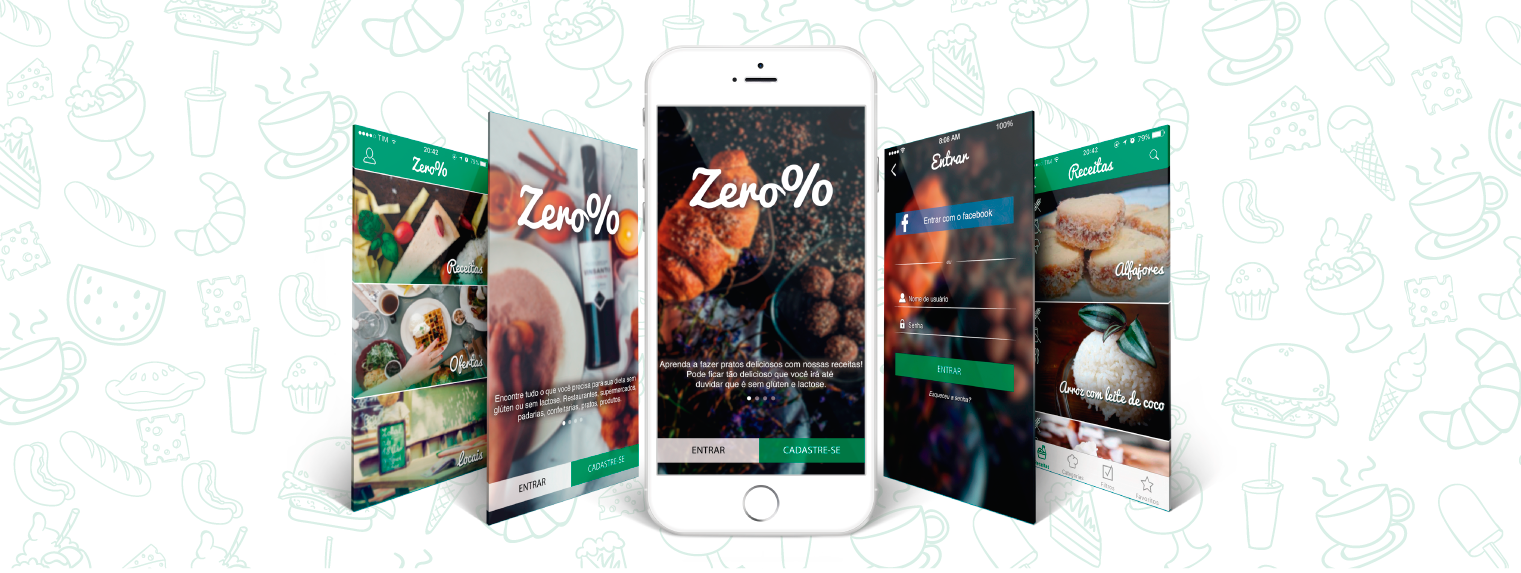 TIM
20:42
79%
Zero%
Receitas
Ofertas
Locais
Zero%
Encontre tudo o que você precisa para sua dieta sem
glúten ou sem lactose. Restaurantes, supermercados,
padarias, confeitarias, pratos, produtos.
ENTRAR
CADASTRE-SE
Zero%
Aprenda a fazer pratos deliciosos com nossas receitas!
Pode ficar tão delicioso que você irá até
duvidar que é sem glúten e lactose.
ENTRAR
CADASTRE-SE
8:08 AM
100%
Entrar
f
Entrar com o facebook
ou
Nome de usuário
Senha
ENTRAR
Esqueceu a senha?
TIM
20:42
79%
Receitas
Alfajores
Arroz com leite de coco
Receitas
Categorias
Filtro
Favoritos